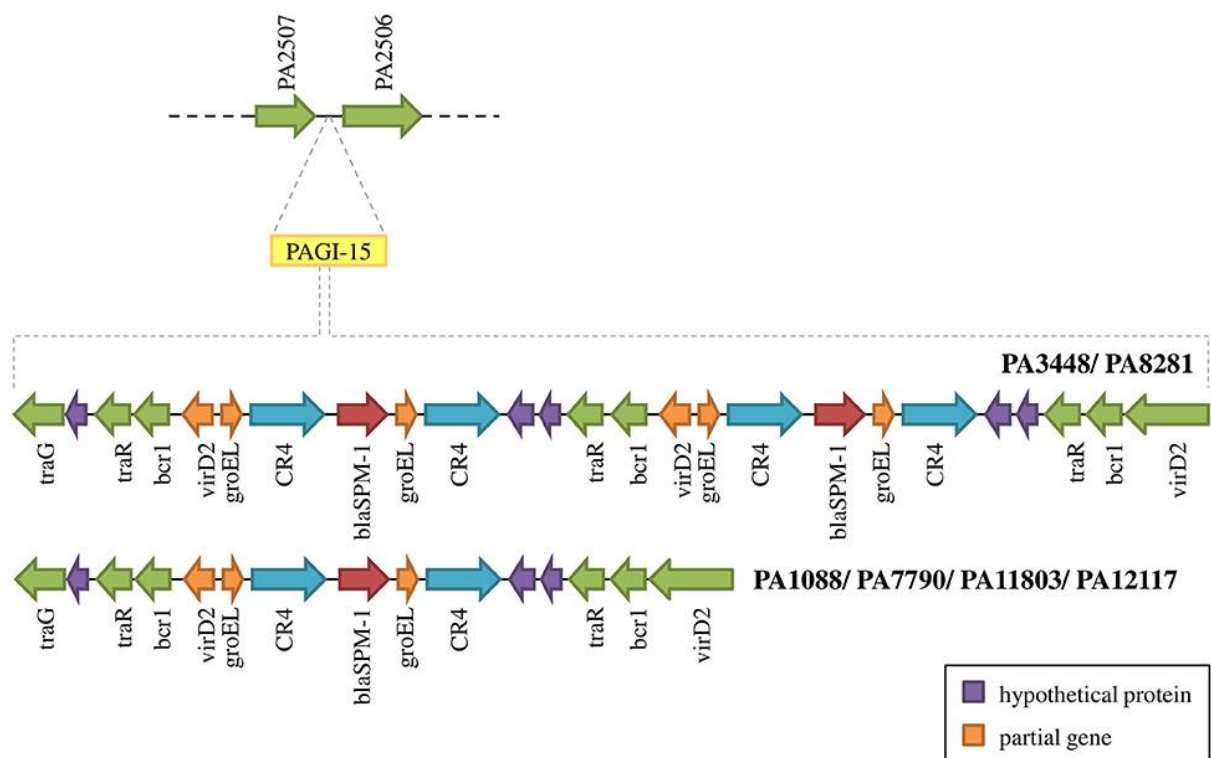 PA2507
PA2506
PAGI-15
PA3448/ PA8281
traG
traR
bcr1
virD2
groEL
CR4
blaSPM-1
groEL
CR4
traR
bcr1
virD2
groEL
CR4
blaSPM-1
groEL
CR4
traR
bcr1
virD2
PA1088/ PA7790/ PA11803/ PA12117
traG
traR
bcr1
virD2
groEL
CR4
blaSPM-1
groEL
CR4
traR
bcr1
virD2
hypothetical protein
partial gene